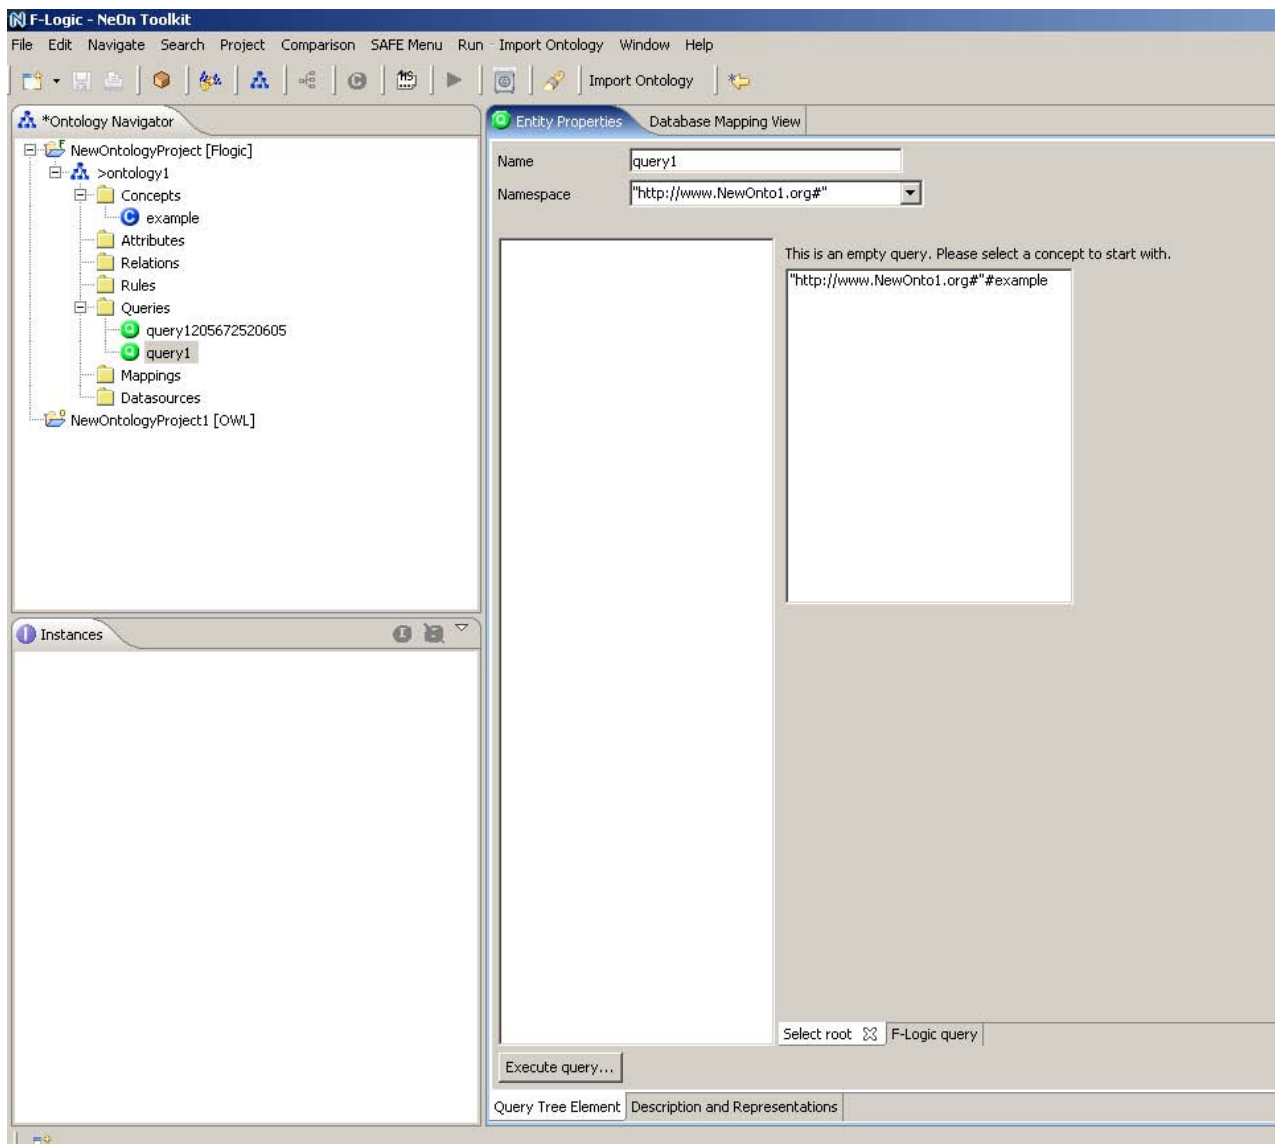 F-Logic - NeOn Toolkit
File Edit Navigate Search Project Comparison SAFE Menu Run Import Ontology Window Help
Import Ontology
*Ontology Navigator
NewOntologyProject [Flogic]
>ontology1
Concepts
example
Attributes
Relations
Rules
Queries
query1205672520605
query1
Mappings
Datasources
NewOntologyProject1 [OWL]
Instances
Entity Properties Database Mapping View
Name query1
Namespace "http://www.NewOnto1.org#"
This is an empty query. Please select a concept to start with.
"http://www.NewOnto1.org#"#example
Select root F-Logic query
Execute query...
Query Tree Element Description and Representations